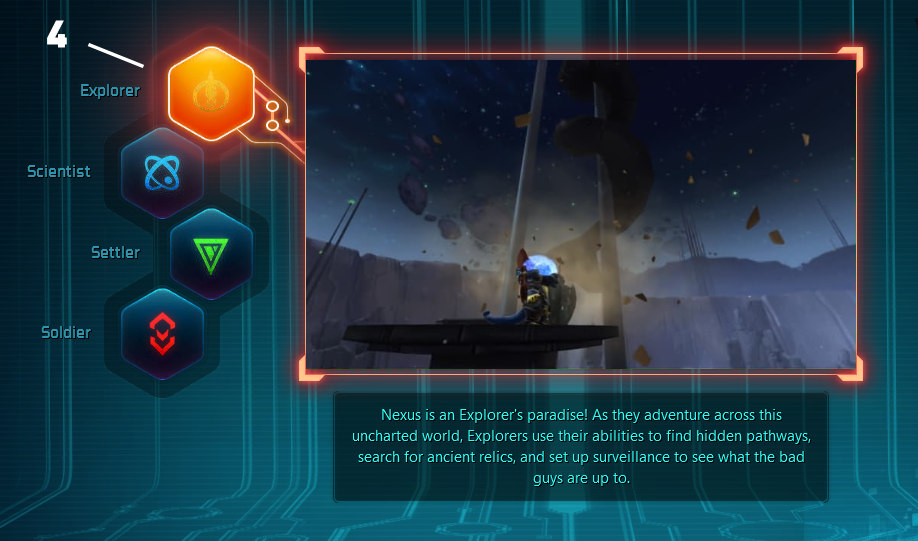 4
Explorer
Scientist
Settler
Soldier
Nexus is an Explorer's paradise! As they adventure across this
uncharted world, Explorers use their abilities to find hidden pathways,
search for ancient relics, and set up surveillance to see what the bad
guys are up to.